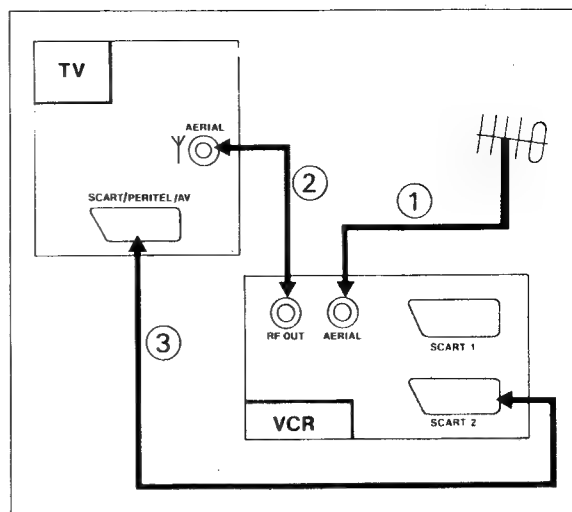 TV
AERIAL
SCART/PERITEL/AV
1
2
3
RF OUT
AERIAL
SCART 1
SCART 2
VCR